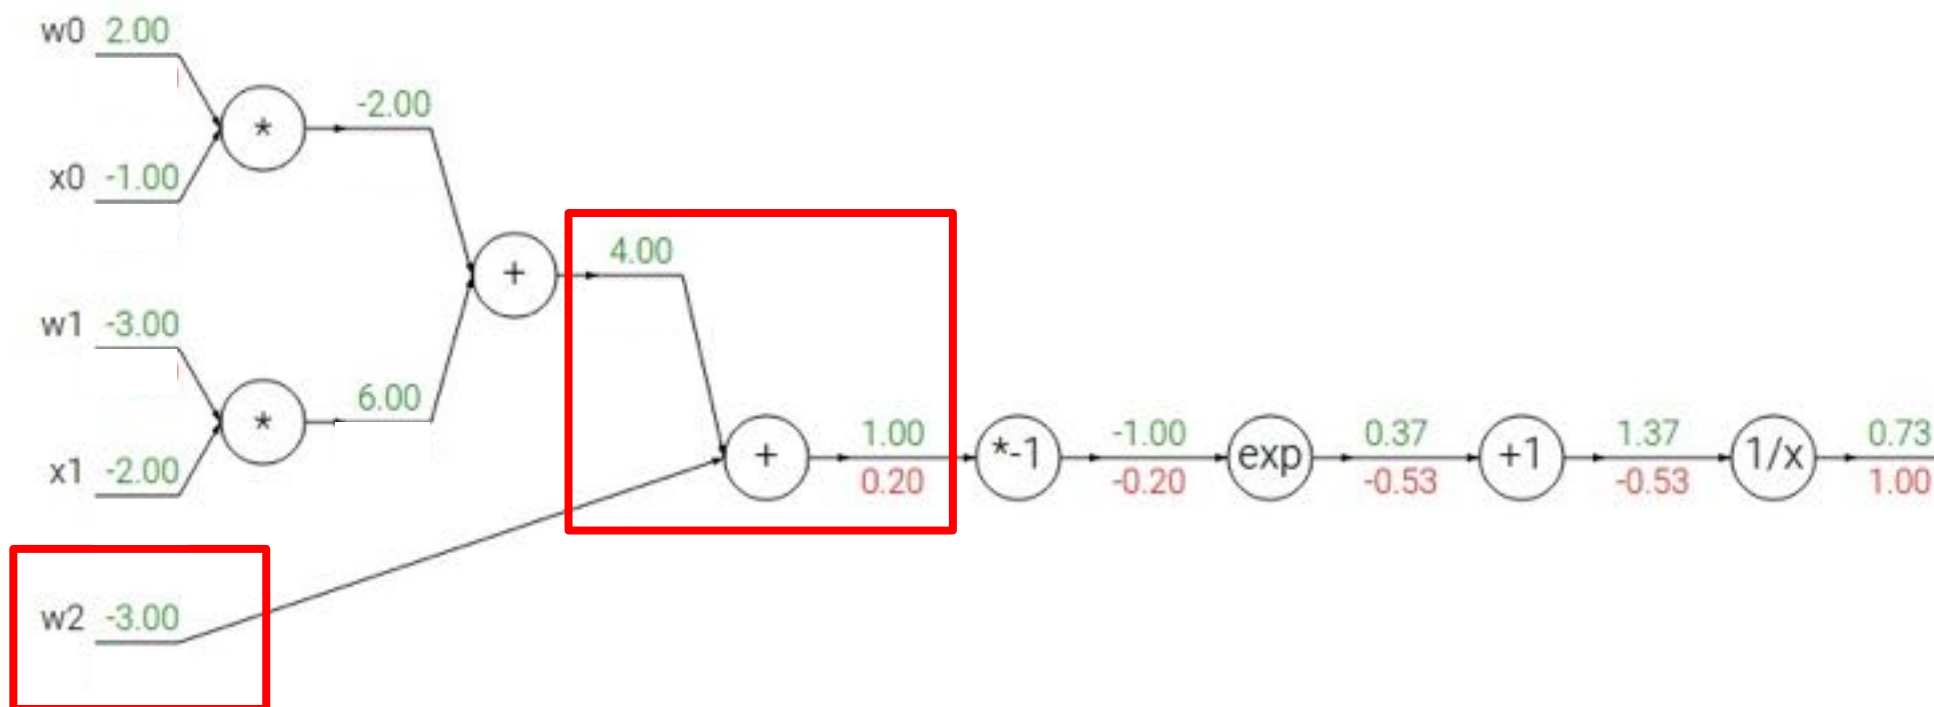 w0 2.00
* -2.00
x0 -1.00
+ 4.00
w1 -3.00
* 6.00
x1 -2.00
+ 1.00 *-1 -1.00 exp 0.37 +1 1.37 1/x 0.73
0.20 -0.20 -0.53 -0.53 1.00
w2 -3.00